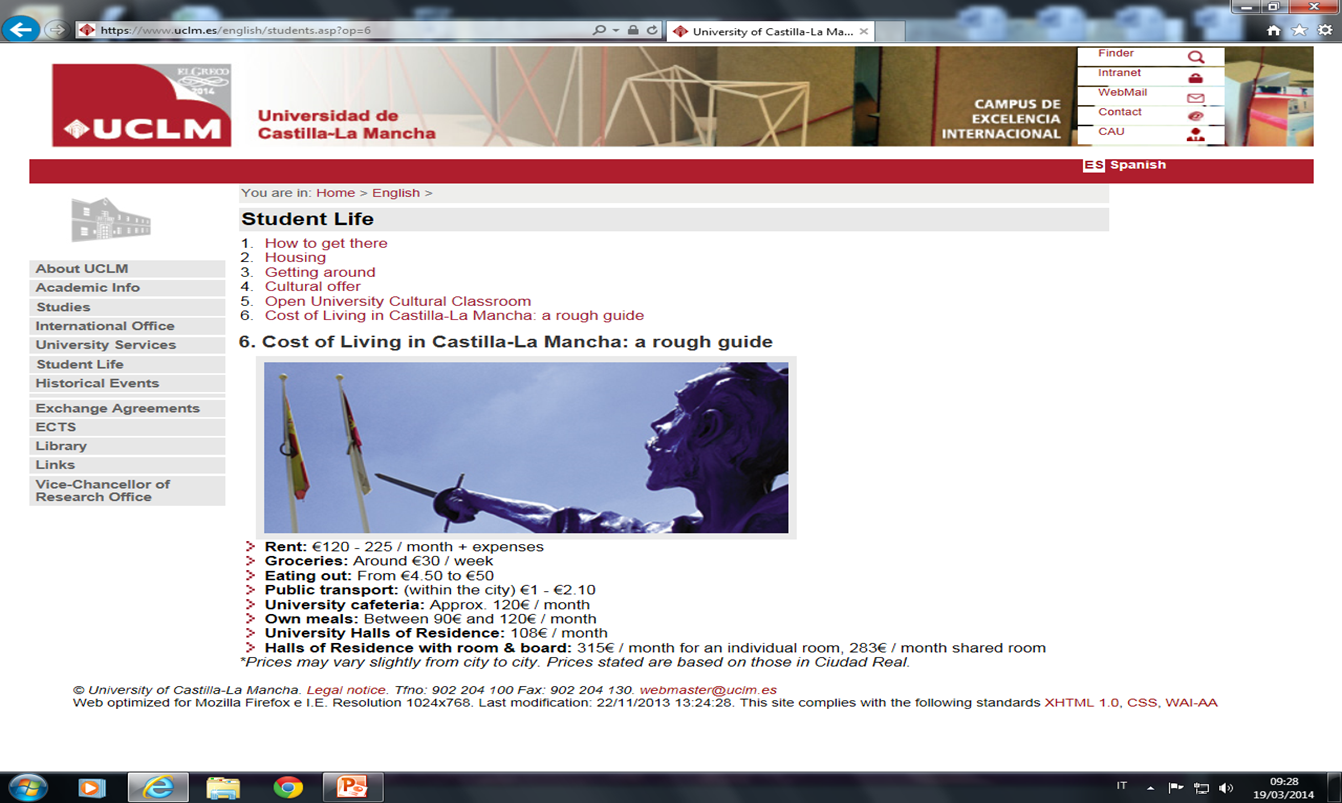 https://www.uclm.es/english/students.asp?op=6
University of Castilla-La Ma...
EL GRECO
2014
UCLM
Universidad de
Castilla-La Mancha
CAMPUS DE
EXCELENCIA
INTERNACIONAL
Finder
Intranet
WebMail
Contact
CAU
ES Spanish
You are in: Home > English >
Student Life
1. How to get there
2. Housing
3. Getting around
4. Cultural offer
5. Open University Cultural Classroom
6. Cost of Living in Castilla-La Mancha: a rough guide
About UCLM
Academic Info
Studies
International Office
University Services
Student Life
Historical Events
Exchange Agreements
ECTS
Library
Links
Vice-Chancellor of
Research Office
6. Cost of Living in Castilla-La Mancha: a rough guide
Rent: €120 - 225 / month + expenses
Groceries: Around €30 / week
Eating out: From €4.50 to €50
Public transport: (within the city) €1 - €2.10
University cafeteria: Approx. 120€ / month
Own meals: Between 90€ and 120€ / month
University Halls of Residence: 108€ / month
Halls of Residence with room & board: 315€ / month for an individual room, 283€ / month shared room
*Prices may vary slightly from city to city. Prices stated are based on those in Ciudad Real.
© University of Castilla-La Mancha. Legal notice. Tfno: 902 204 100 Fax: 902 204 130. webmaster@uclm.es
Web optimized for Mozilla Firefox e I.E. Resolution 1024x768. Last modification: 22/11/2013 13:24:28. This site complies with the following standards XHTML 1.0, CSS, WAI-AA
IT
09:28
19/03/2014